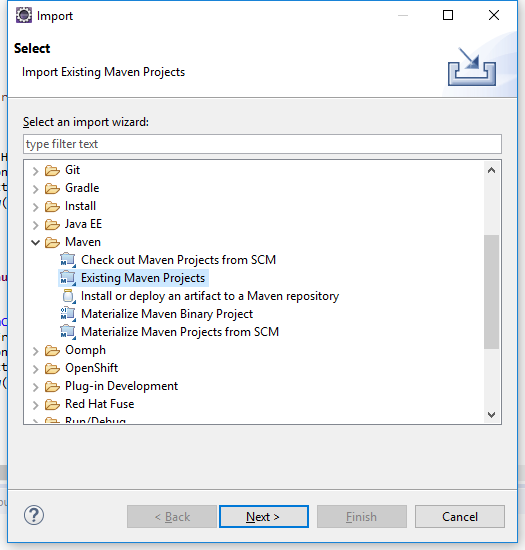 Import
Select
Import Existing Maven Projects
Select an import wizard:
type filter text
Git
Gradle
Install
Java EE
Maven
Check out Maven Projects from SCM
Existing Maven Projects
Install or deploy an artifact to a Maven repository
Materialize Maven Binary Project
Materialize Maven Projects from SCM
Oomph
OpenShift
Plug-in Development
Red Hat Fuse
Run/Debug
? < Back Next > Finish Cancel